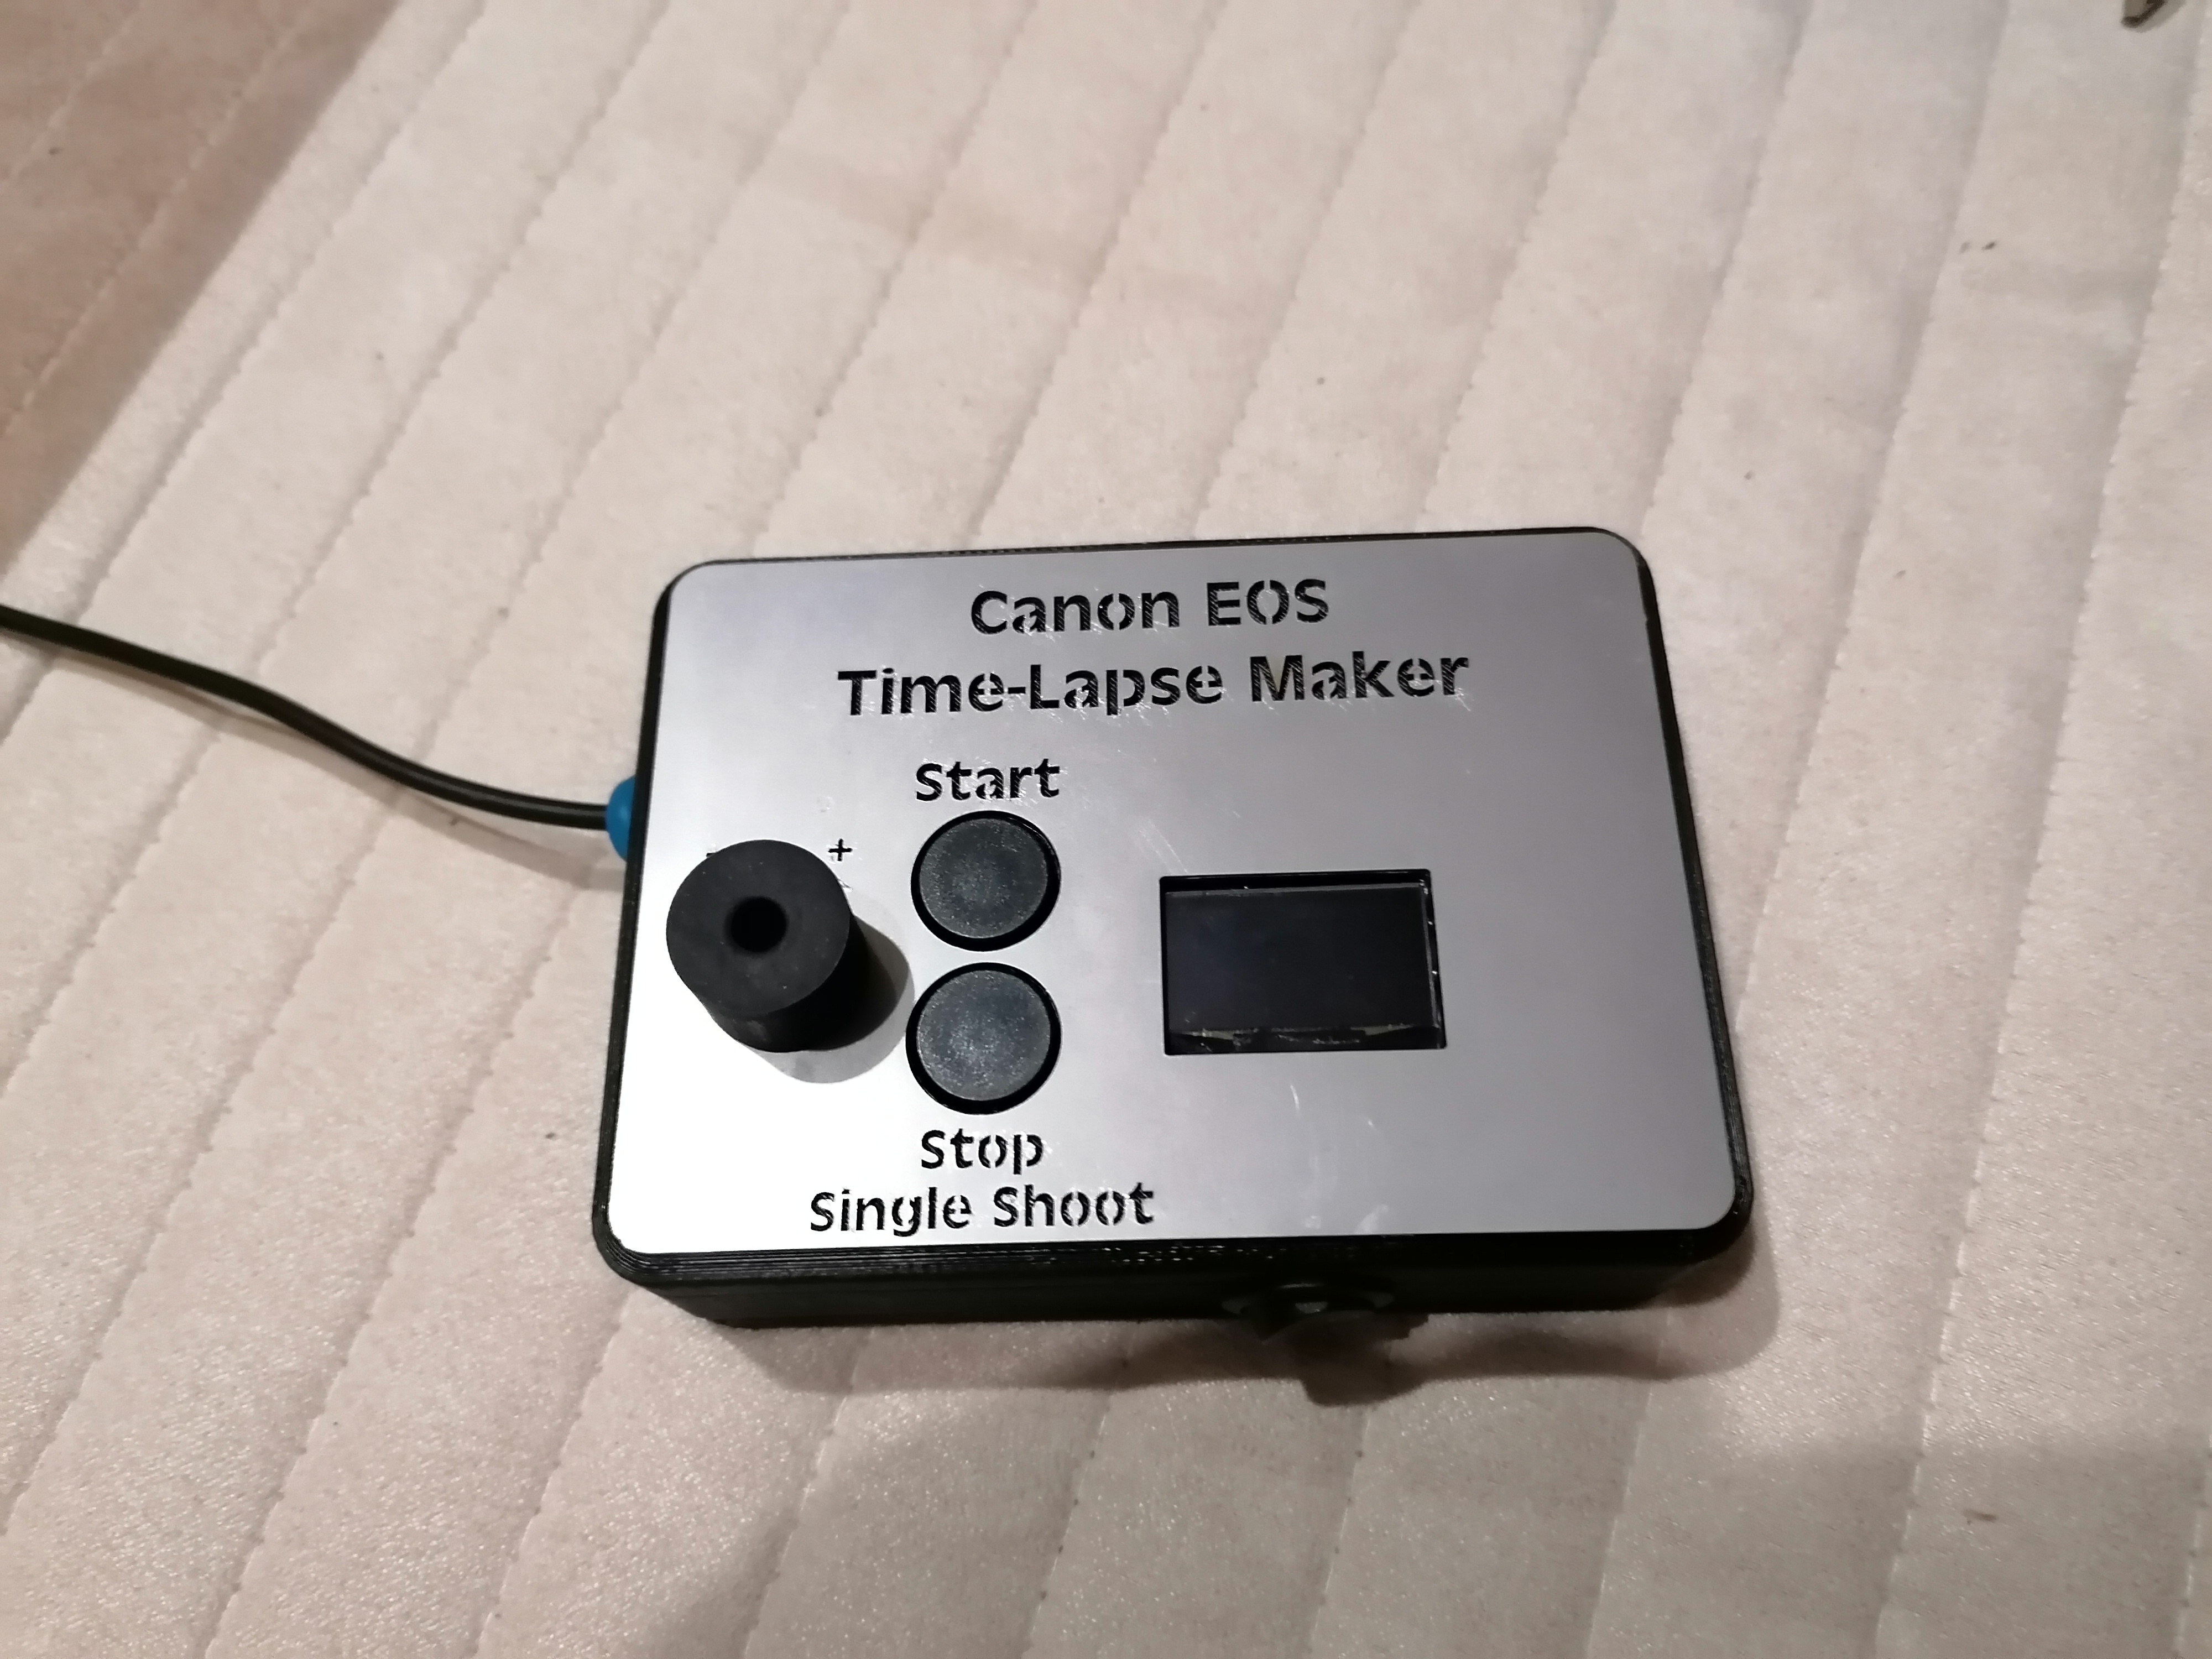 Canon EOS
Time-Lapse Maker
Start
- +
Stop
Single Shoot